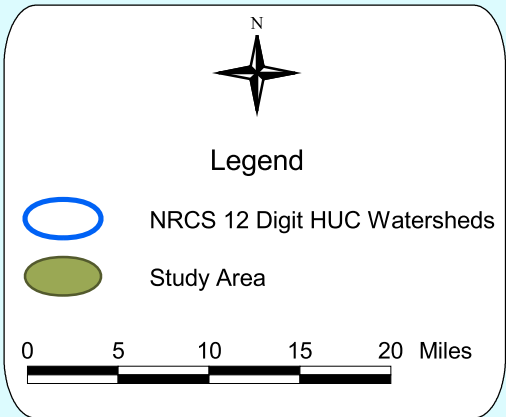 N
Legend
NRCS 12 Digit HUC Watersheds
Study Area
0 5 10 15 20 Miles